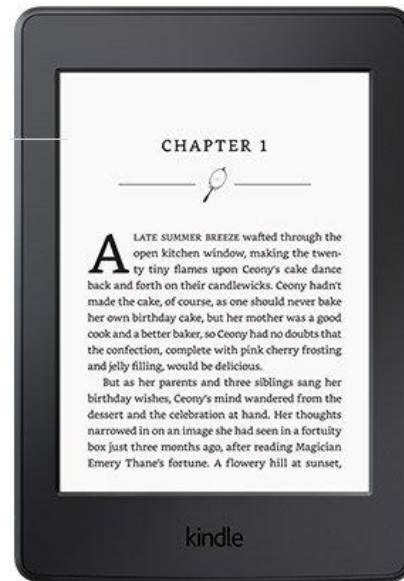 CHAPTER 1
A LATE SUMMER BREEZE wafted through the
open kitchen window, making the twen-
ty tiny flames upon Ceony's cake dance
back and forth on their candlewicks. Ceony hadn't
made the cake, of course, as one should never bake
her own birthday cake, but her mother was a good
cook and a better baker, so Ceony had no doubts that
the confection, complete with pink cherry frosting
and jelly filling, would be delicious.
But as her parents and three siblings sang her
birthday wishes, Ceony's mind wandered from the
dessert and the celebration at hand. Her thoughts
narrowed in on an image she had seen in a fortuity
box just three months ago, after reading Magician
Emery Thane's fortune. A flowery hill at sunset,
kindle